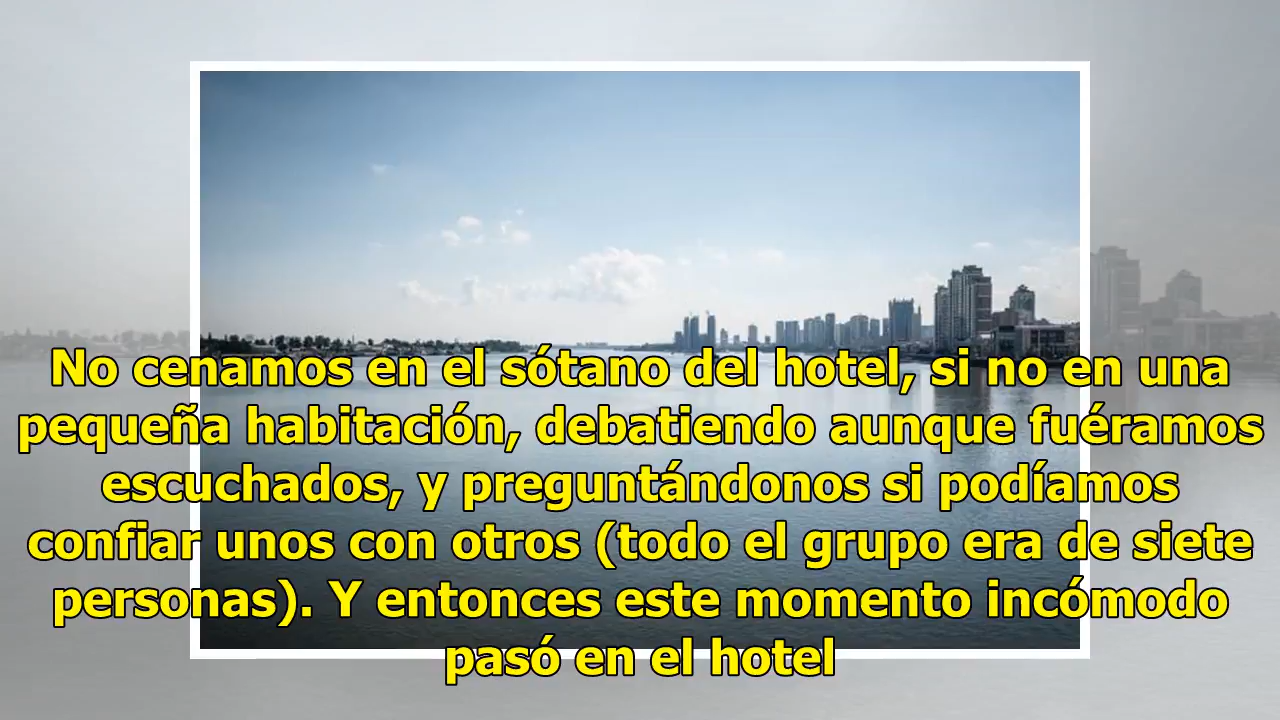 No cenamos en el sótano del hotel, si no en una
pequeña habitación, debatiendo aunque fuéramos
escuchados, y preguntándonos si podíamos
confiar unos con otros (todo el grupo era de siete
personas). Y entonces este momento incómodo
pasó en el hotel